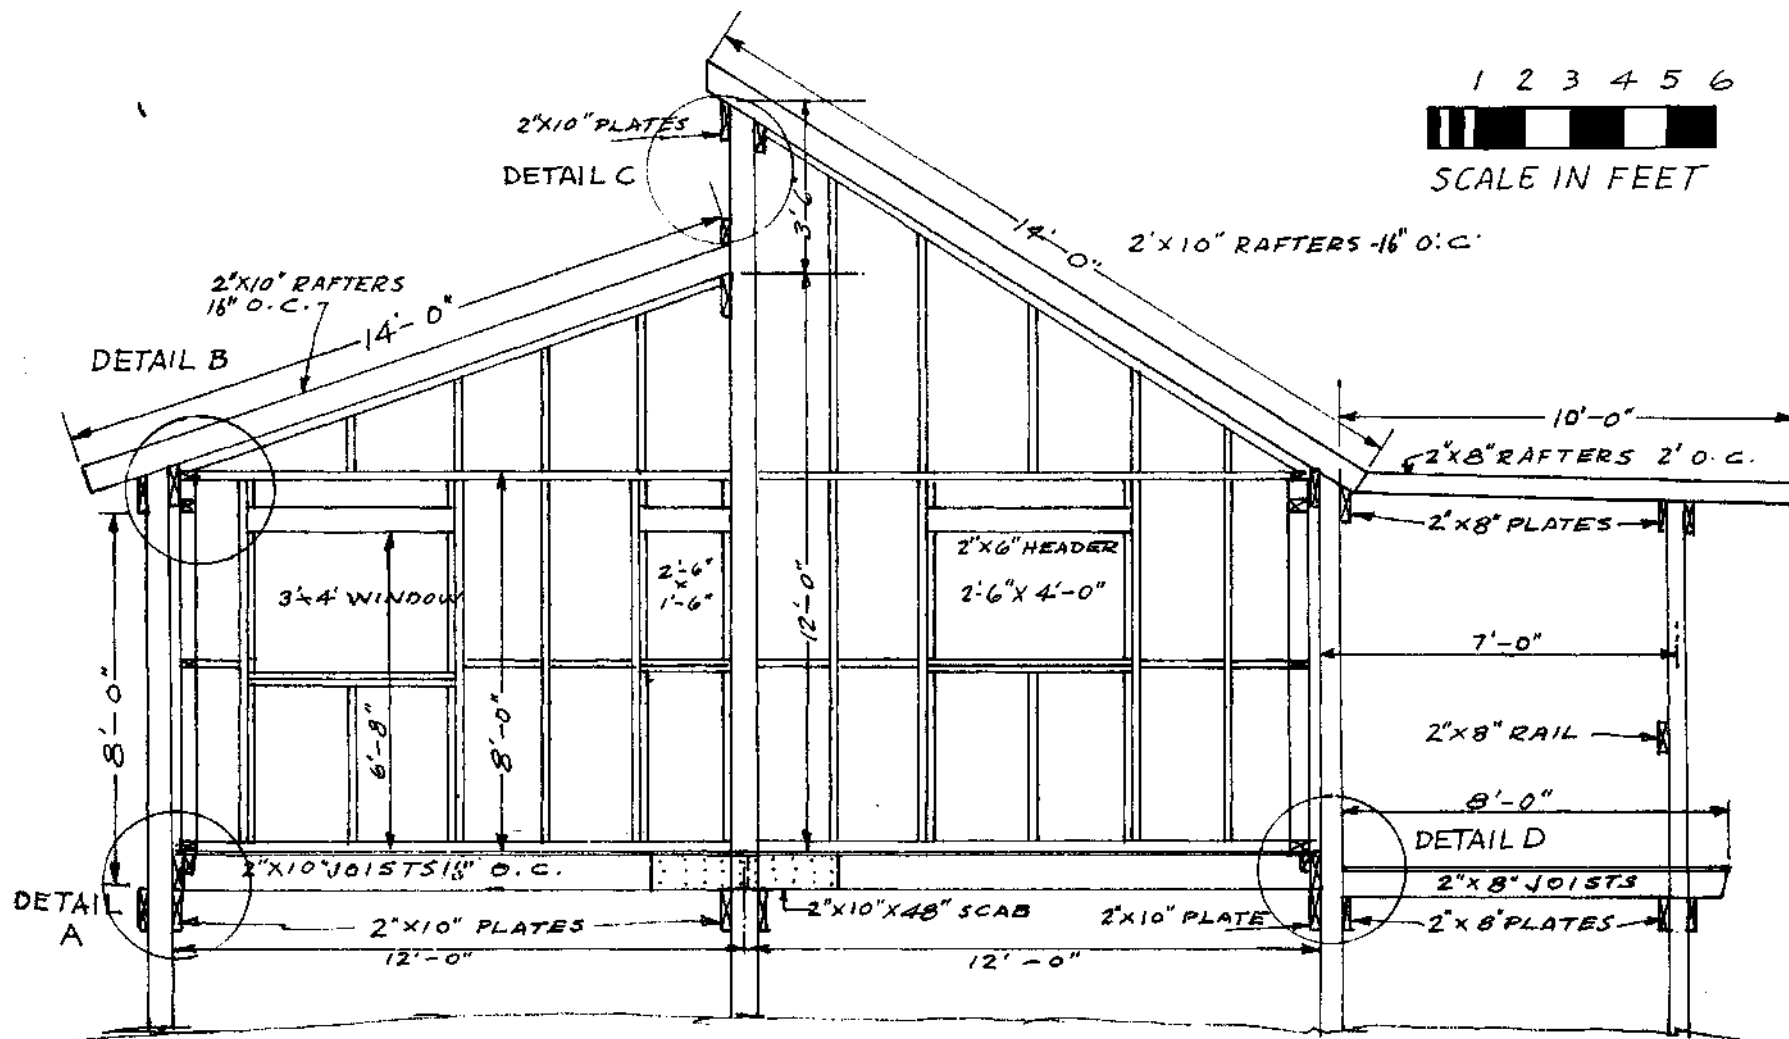 1 2 3 4 5 6
SCALE IN FEET
2"X10" PLATES
DETAIL C
3'-6"
2'X10" RAFTERS -16" O.C.
2"X10" RAFTERS
16" O.C.
14'-0"
DETAIL B
10'-0"
2"X8" RAFTERS 2' O.C.
2"X8" PLATES
2"X6" HEADER
2'-6" X 4'-0"
2'-6"
X
1'-6"
3'X4' WINDOW
12'-0"
7'-0"
8'-0"
6'-8"
8'-0"
2"X8" RAIL
8'-0"
DETAIL D
2"X10" JOISTS 16" O.C.
2"X8" JOISTS
DETAIL
A
2"X10" PLATES
2"X10"X48" SCAB
2"X10" PLATE
2"X8" PLATES
12'-0"
12'-0"